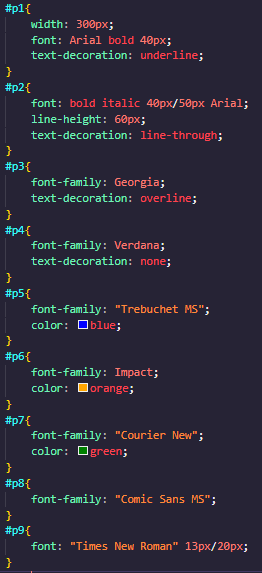 #p1{
width: 300px;
font: Arial bold 40px;
text-decoration: underline;
}
#p2{
font: bold italic 40px/50px Arial;
line-height: 60px;
text-decoration: line-through;
}
#p3{
font-family: Georgia;
text-decoration: overline;
}
#p4{
font-family: Verdana;
text-decoration: none;
}
#p5{
font-family: "Trebuchet MS";
color: blue;
}
#p6{
font-family: Impact;
color: orange;
}
#p7{
font-family: "Courier New";
color: green;
}
#p8{
font-family: "Comic Sans MS";
}
#p9{
font: "Times New Roman" 13px/20px;
}